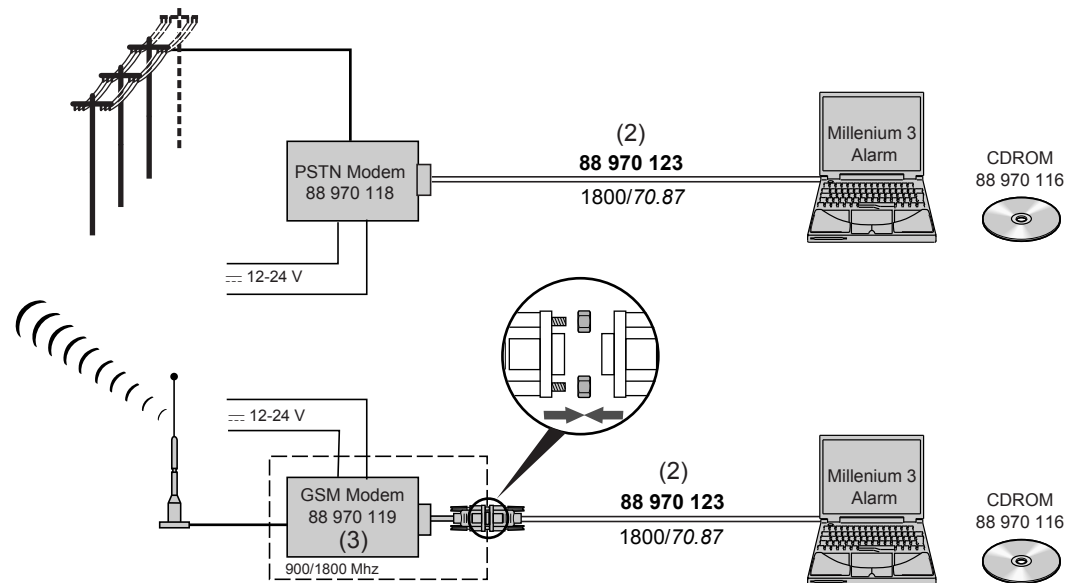 PSTN Modem
88 970 118
12-24 V
(2)
88 970 123
1800/70.87
Millenium 3
Alarm
CDROM
88 970 116
12-24 V
GSM Modem
88 970 119
(3)
900/1800 Mhz
(2)
88 970 123
1800/70.87
Millenium 3
Alarm
CDROM
88 970 116